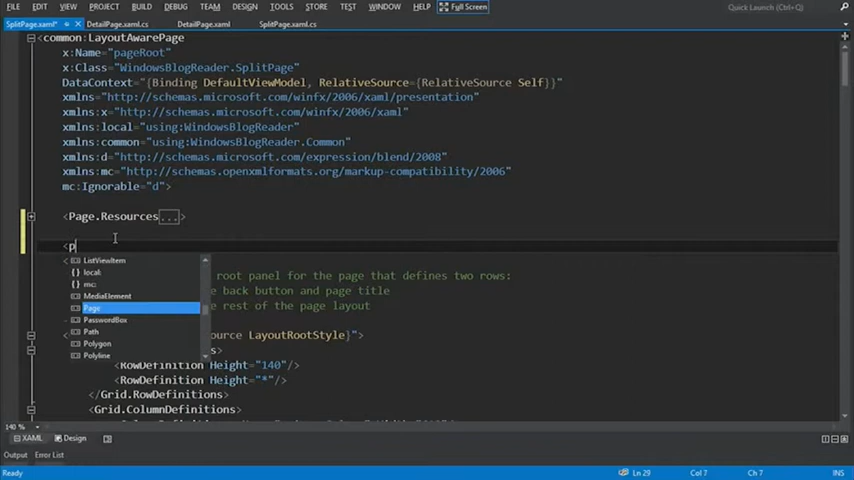 FILE EDIT VIEW PROJECT BUILD DEBUG TEAM DESIGN TOOLS STORE TEST WINDOW HELP Full Screen Quick Launch (Ctrl+Q)
SplitPage.xaml* DetailPage.xaml.cs DetailPage.xaml SplitPage.xaml.cs
<common:LayoutAwarePage
x:Name="pageRoot"
x:Class="WindowsBlogReader.SplitPage"
DataContext="{Binding DefaultViewModel, RelativeSource={RelativeSource Self}}"
xmlns="http://schemas.microsoft.com/winfx/2006/xaml/presentation"
xmlns:x="http://schemas.microsoft.com/winfx/2006/xaml"
xmlns:local="using:WindowsBlogReader"
xmlns:common="using:WindowsBlogReader.Common"
xmlns:d="http://schemas.microsoft.com/expression/blend/2008"
xmlns:mc="http://schemas.openxmlformats.org/markup-compatibility/2006"
mc:Ignorable="d">
<Page.Resources...>
<p
ListViewItem
{} local:
root panel for the page that defines two rows:
{} mc:
e back button and page title
MediaElement
Page
e rest of the page layout
PasswordBox
Path
ource LayoutRootStyle}">
Polygon
s>
Polyline
<RowDefinition Height="140"/>
<RowDefinition Height="*"/>
</Grid.RowDefinitions>
<Grid.ColumnDefinitions>
140 %
XAML Design
Output Error List
Ready Ln 29 Col 7 Ch 7 INS